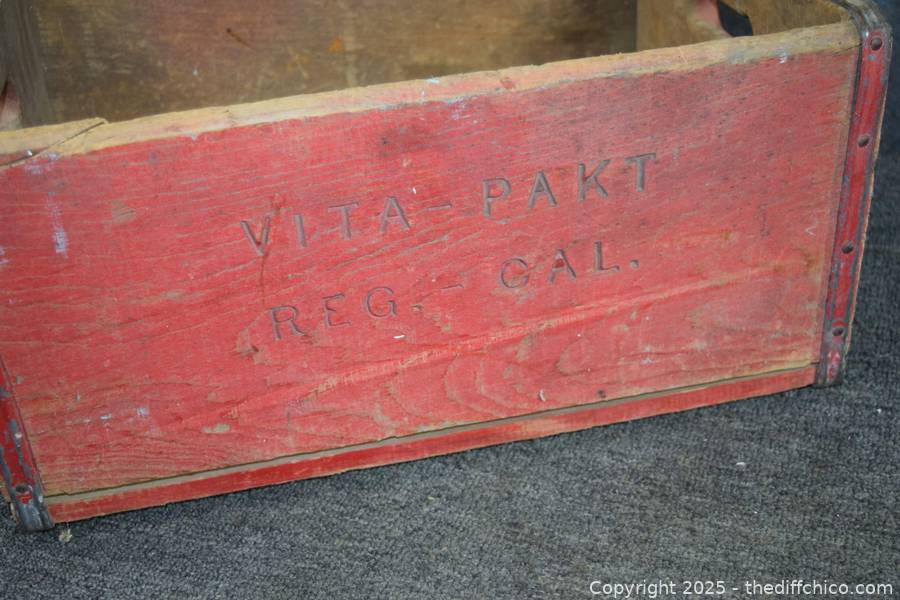 VITA-PAKT
REG.- CAL.
Copyright 2025 - thediffchico.com